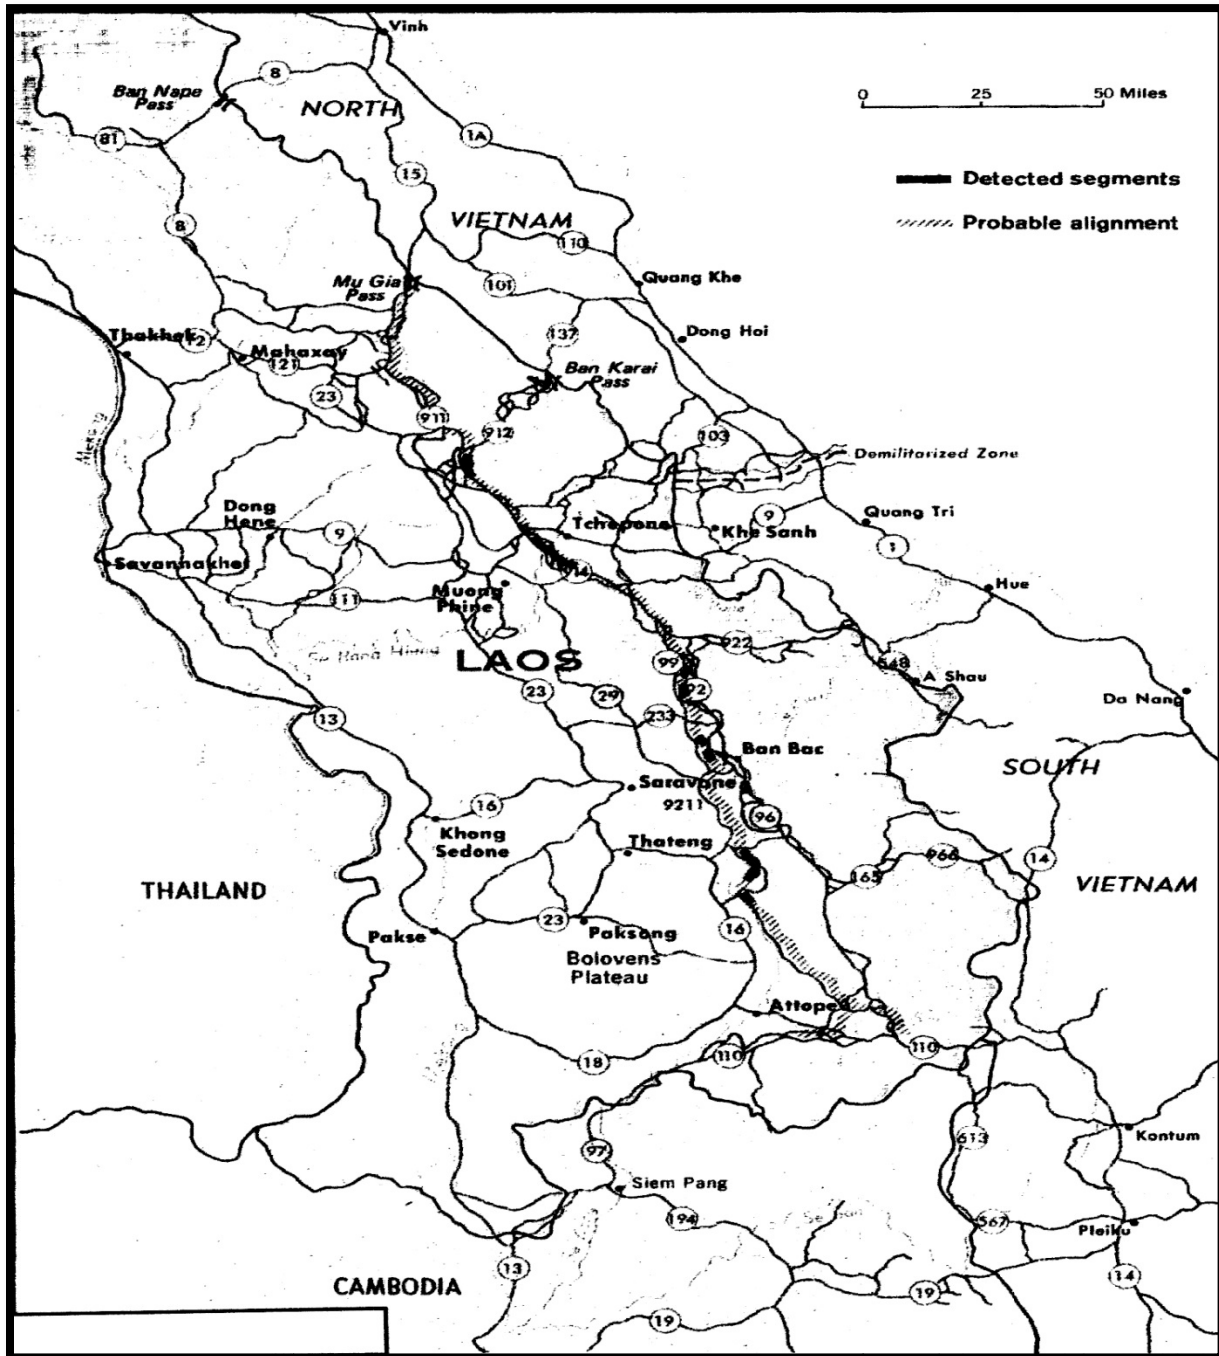 Vinh
8
Ban Nape
Pass
NORTH
0 25 50 Miles
1A
81
15
Detected segments
VIETNAM
Probable alignment
8
110
Mu Gia
Pass
101
Quang Khe
137
Dong Hoi
Thakhek
12
Mahaxay
121
Ban Karai
Pass
23
911
912
103
Mekong
Demilitarized Zone
Dong
Hene
9
Tchepone
Khe Sanh
9
Quang Tri
1
Savannakhet
14
Hue
111
Muong
Phine
922
LAOS
99
548
A Shau
23
29
92
Da Nang
13
233
Ban Bac
SOUTH
Saravane
9211
16
96
Khong
Sedone
Thateng
966
14
165
THAILAND
VIETNAM
23
Paksong
16
Pakse
Bolovens
Plateau
Attopeu
18
110
110
Kontum
613
97
Siem Pang
194
567
Pleiku
13
14
CAMBODIA
19
19